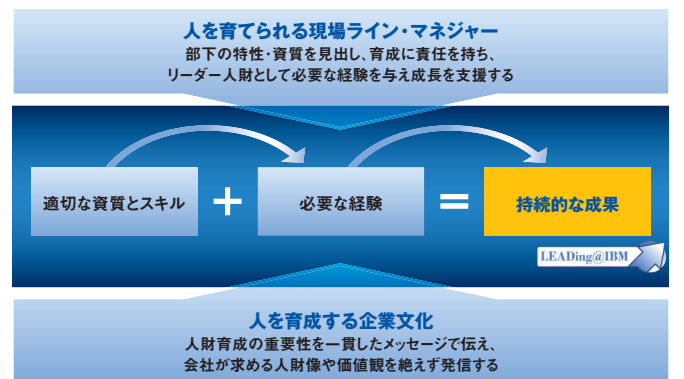 人を育てられる現場ライン・マネジャー
部下の特性・資質を見出し、育成に責任を持ち、
リーダー人財として必要な経験を与え成長を支援する
適切な資質とスキル + 必要な経験 = 持続的な成果
LEADing@IBM
人を育成する企業文化
人財育成の重要性を一貫したメッセージで伝え、
会社が求める人財像や価値観を絶えず発信する